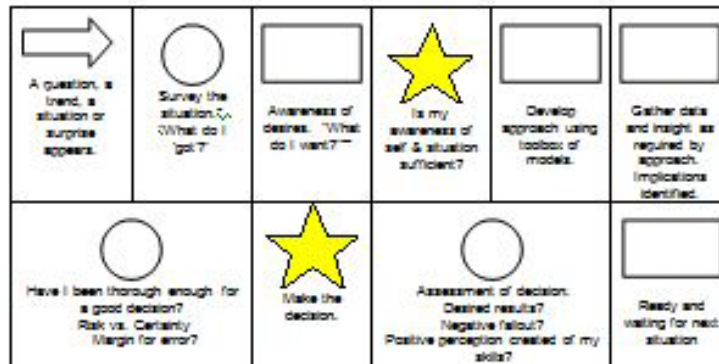 A question, a
trend, a
situation or
surprise
appears.
Survey the
situation.
"What do I
got?"
Awareness of
desires. "What
do I want?""
Is my
awareness of
self & situation
sufficient?
Develop
approach using
toolbox of
models.
Gather data
and insight as
required by
approach.
Implications
identified.
Have I been thorough enough for
a good decision?
Risk vs. Certainty
Margin for error?
Make the
decision.
Assessment of decision.
Desired results?
Negative fallout?
Positive perception created of my
skills?
Ready and
waiting for next
situation